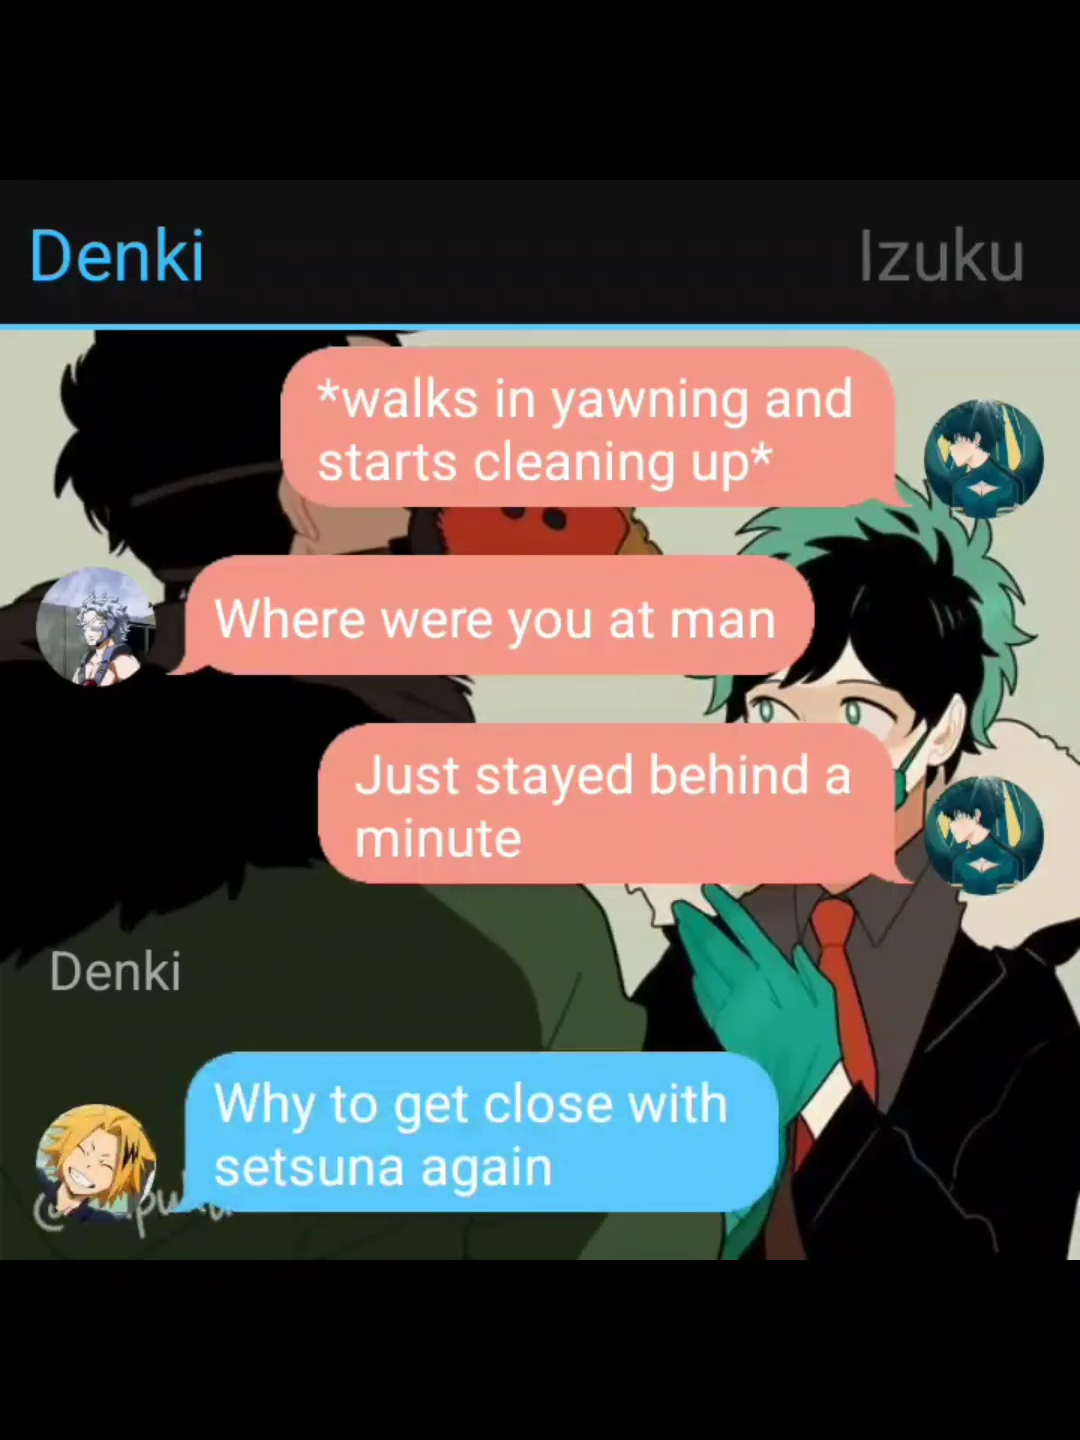 Denki
Izuku
*walks in yawning and
starts cleaning up*
Where were you at man
Just stayed behind a
minute
Denki
Why to get close with
setsuna again